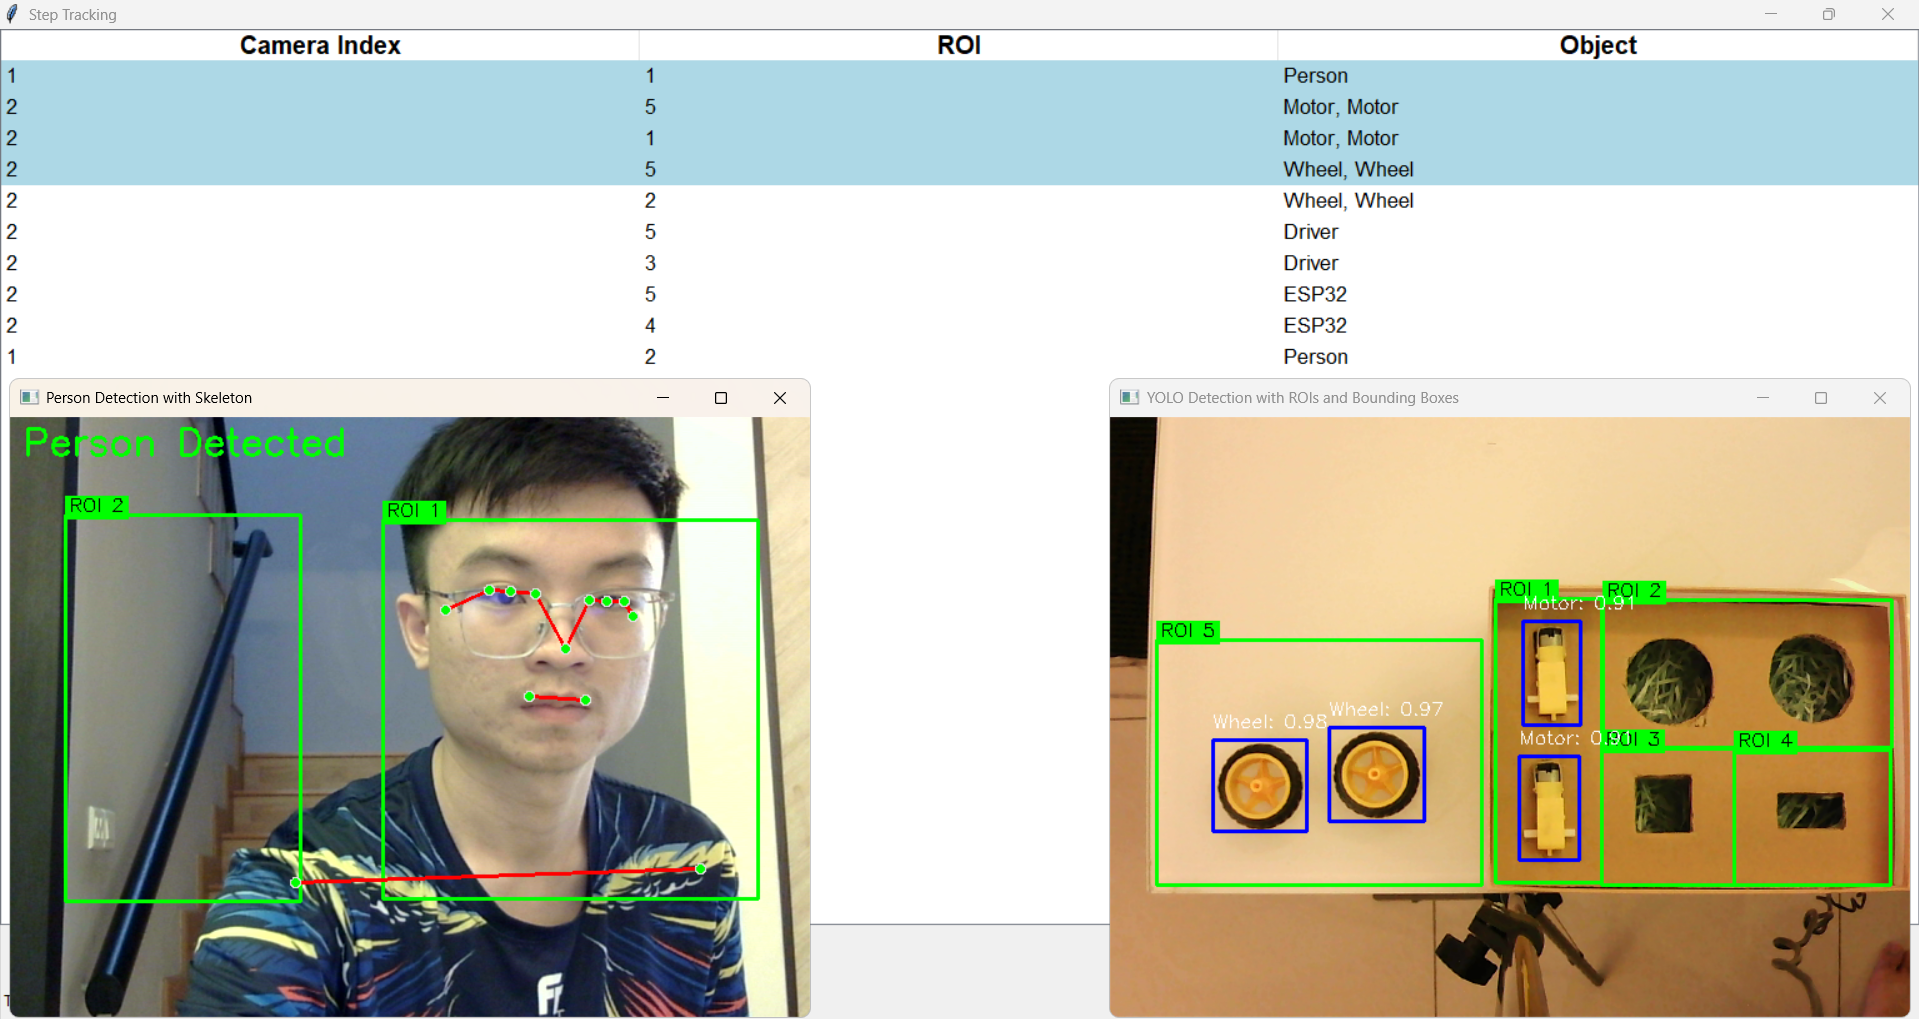 Step Tracking
Camera Index ROI Object
1 1 Person
2 5 Motor, Motor
2 1 Motor, Motor
2 5 Wheel, Wheel
2 2 Wheel, Wheel
2 5 Driver
2 3 Driver
2 5 ESP32
2 4 ESP32
1 2 Person
Person Detection with Skeleton
Person Detected
ROI 2
ROI 1
YOLO Detection with ROIs and Bounding Boxes
ROI 1
ROI 2
Motor: 0.91
ROI 5
Wheel: 0.98
Wheel: 0.97
Motor:
ROI 3
ROI 4